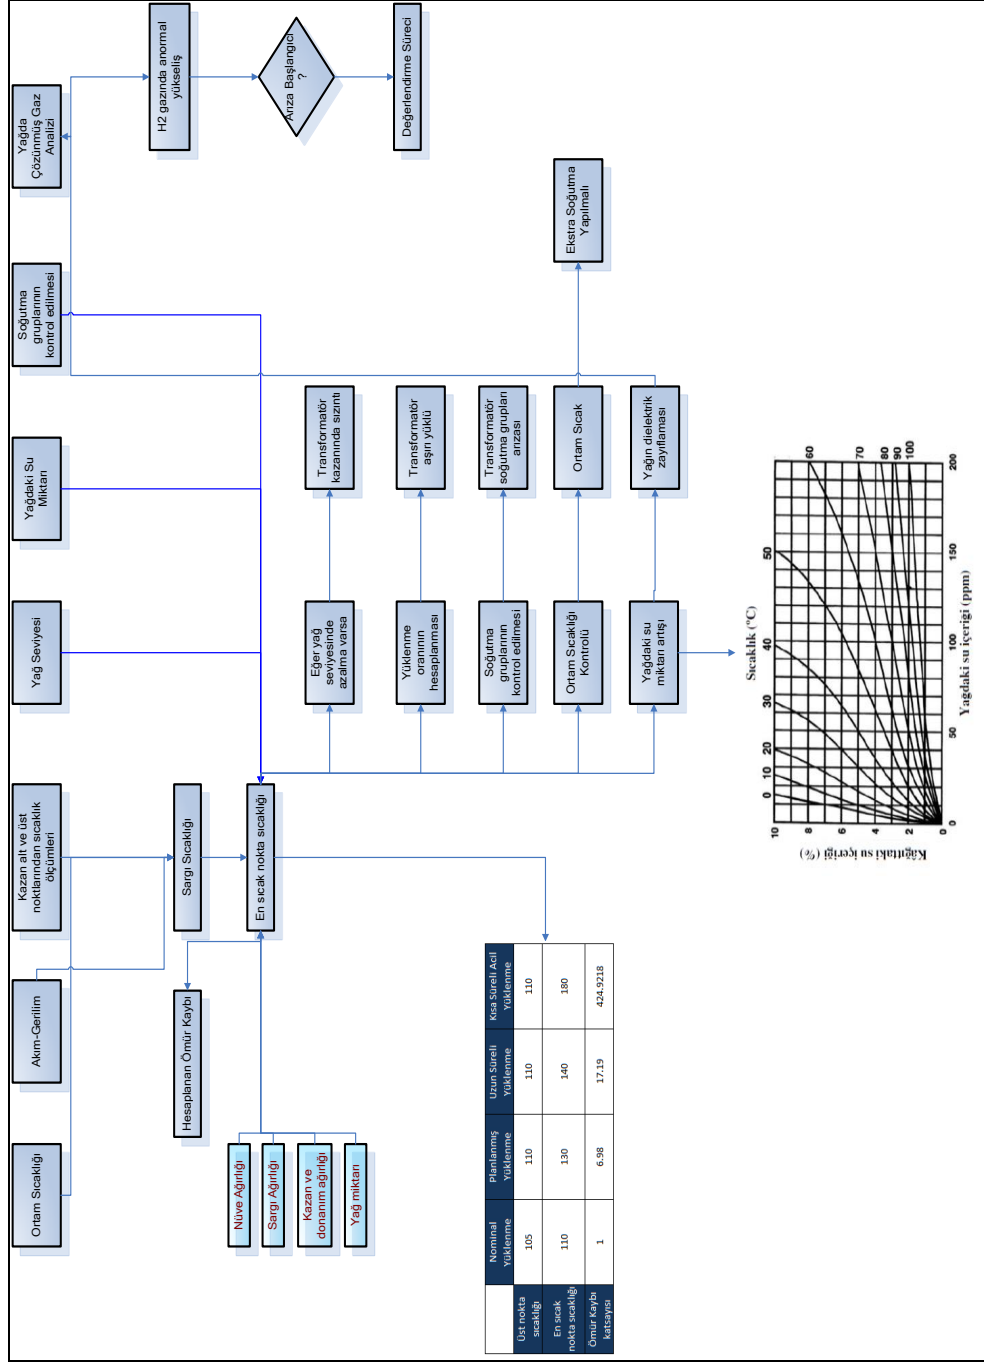 Ortam Sıcaklığı
Akım-Gerilim
Kazan alt ve üst
noktlarından sıcaklık
ölçümleri
Yağ Seviyesi
Yağdaki Su
Miktarı
Soğutma
gruplarının
kontrol edilmesi
Yağda
Çözünmüş Gaz
Analizi
H2 gazında anormal
yükseliş
Arıza Başlangıcı
?
Değerlendirme Süreci
Sargı Sıcaklığı
En sıcak nokta sıcaklığı
Hesaplanan Ömür Kaybı
Nüve Ağırlığı
Sargı Ağırlığı
Kazan ve
donanım ağırlığı
Yağ miktarı
Eğer yağ
seviyesinde
azalma varsa
Transformatör
kazanında sızıntı
Yüklenme
oranının
hesaplanması
Transformatör
aşırı yüklü
Soğutma
gruplarının
kontrol edilmesi
Transformatör
soğutma grupları
arızası
Ortam Sıcaklığı
Kontrolü
Ortam Sıcak
Ekstra Soğutma
Yapılmalı
Yağdaki su
miktarı artışı
Yağın dielektrik
zayıflaması
Nominal
Yüklenme
Planlanmış
Yüklenme
Uzun Süreli
Yüklenme
Kısa Süreli Acil
Yüklenme
Üst nokta
sıcaklığı
105
110
110
110
En sıcak
nokta sıcaklığı
110
130
140
180
Ömür Kaybı
katsayısı
1
6.98
17.19
424.9218
Sıcaklık (°C)
0
10
20
30
40
50
60
70
80
90
100
Kâğıttaki su içeriği (%)
10
8
6
4
2
0
0
50
100
150
200
Yağdaki su içeriği (ppm)